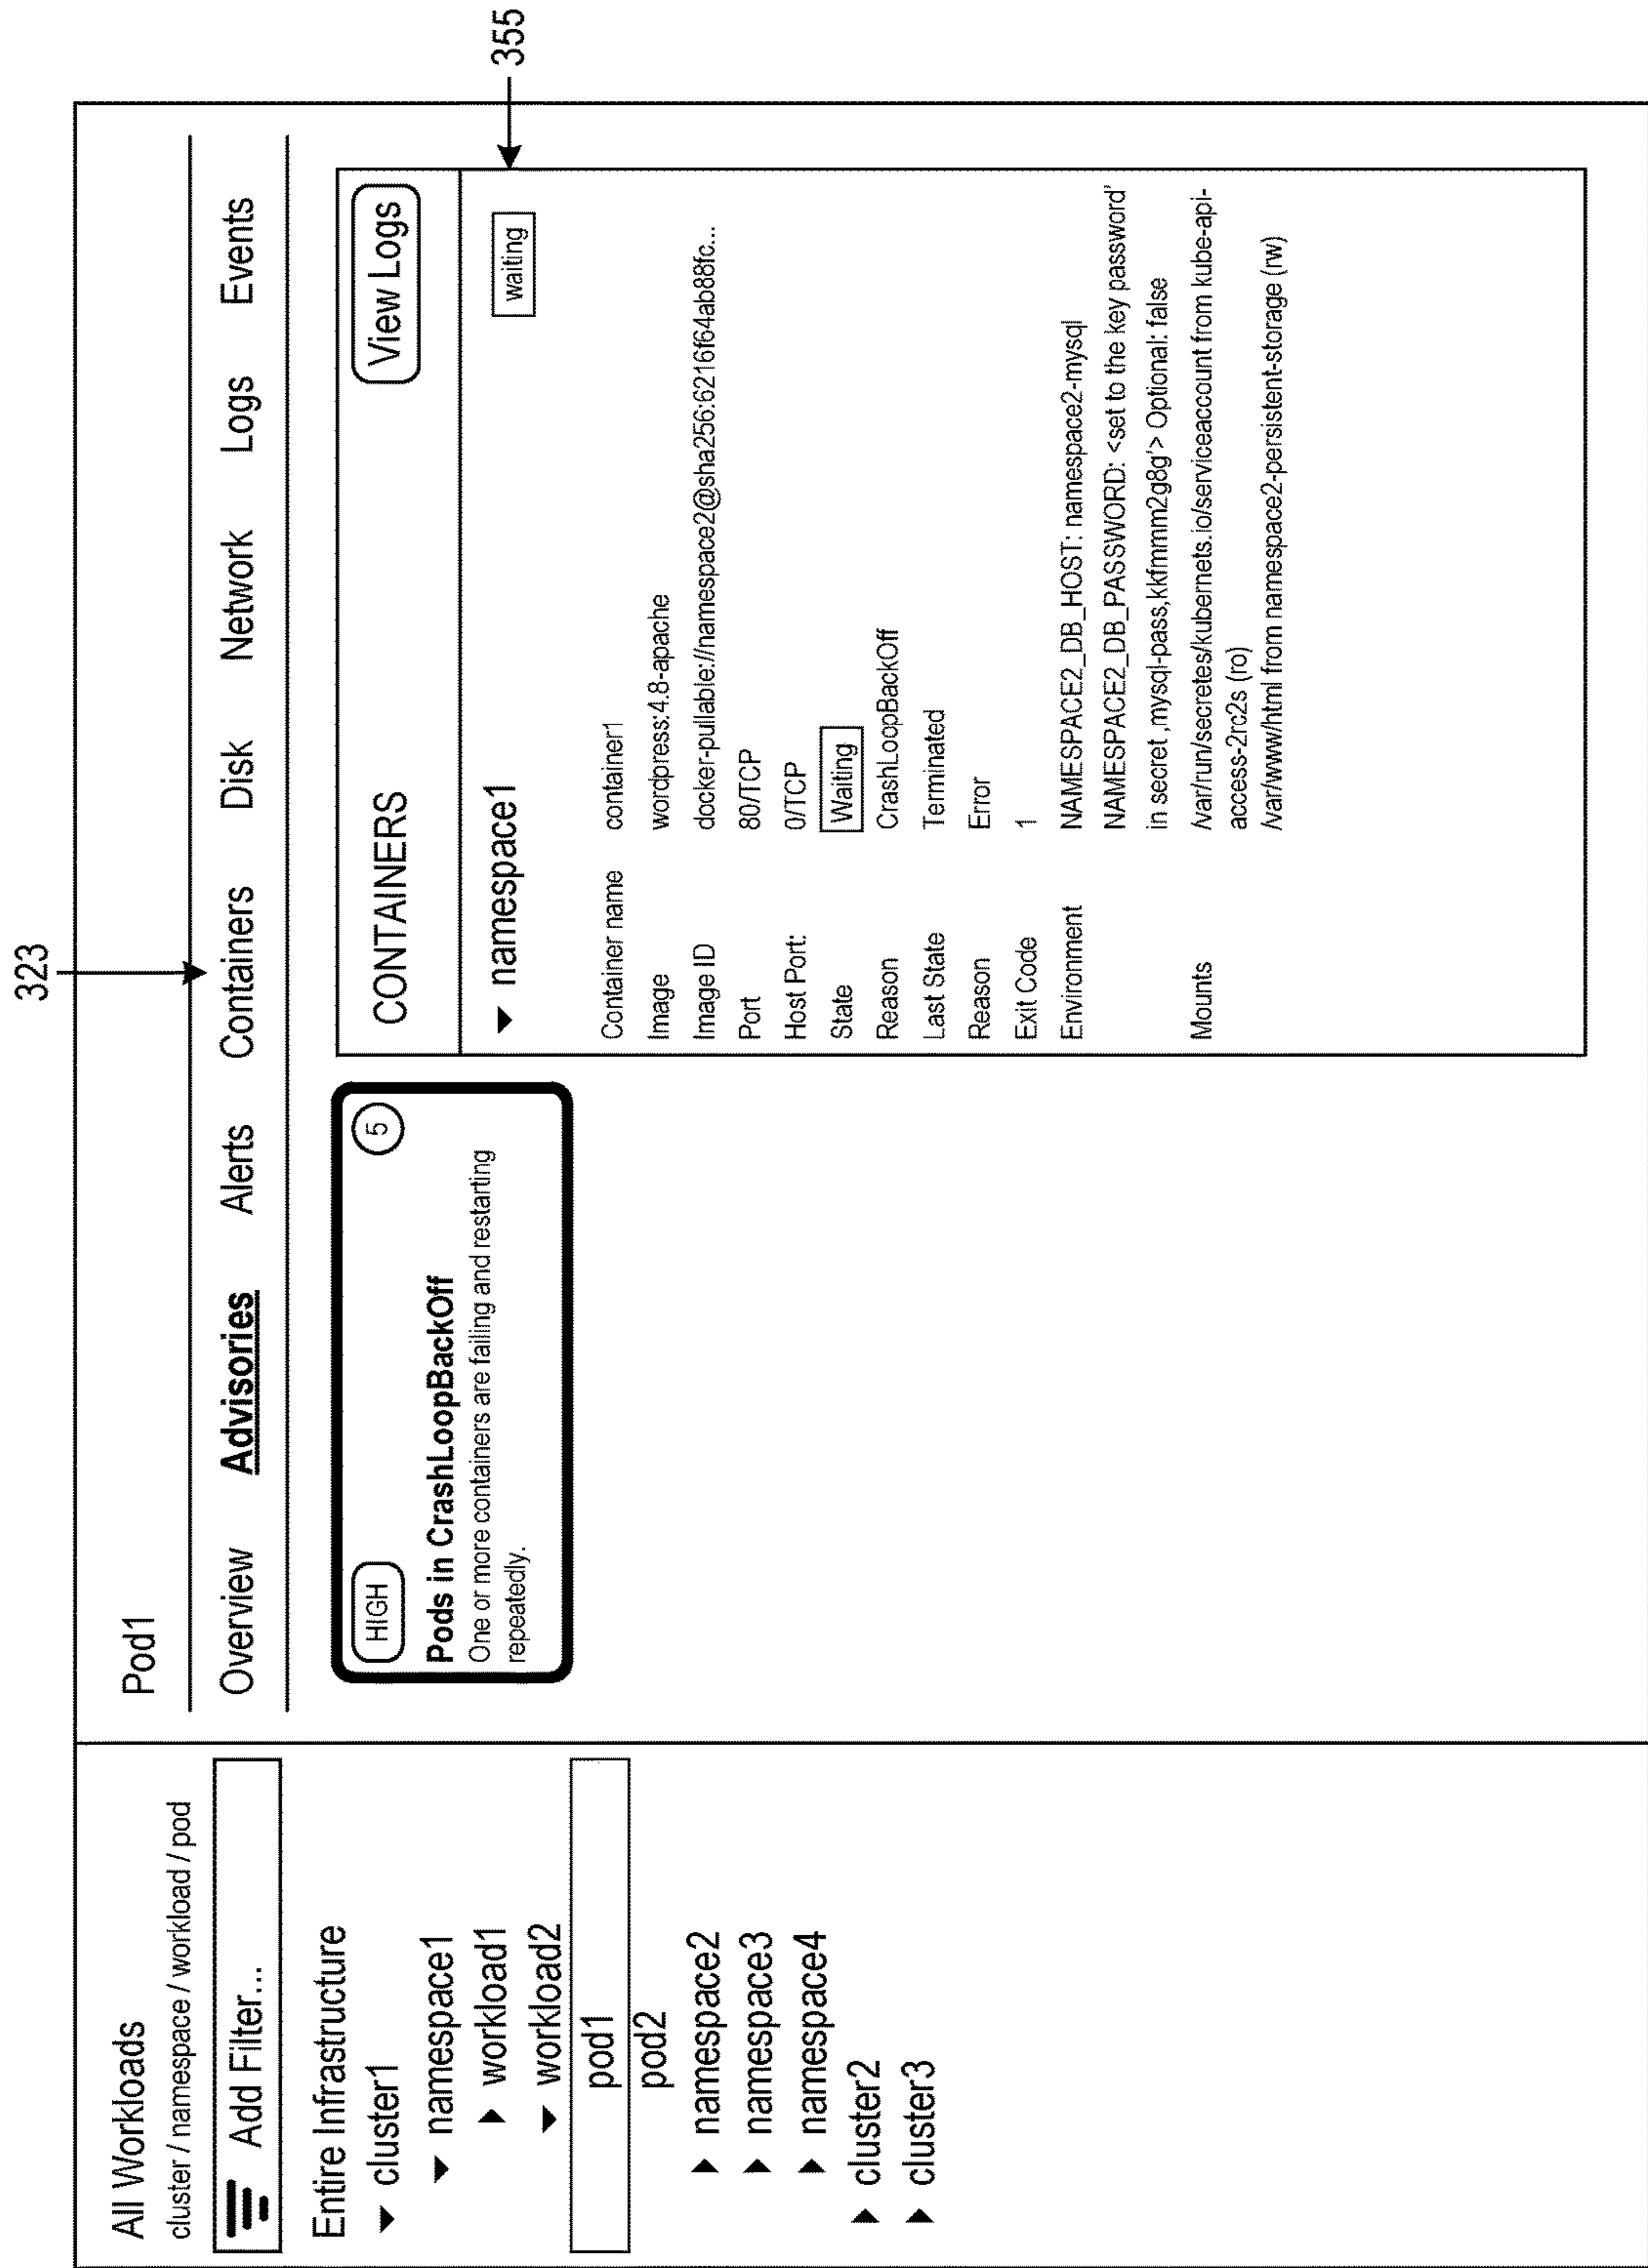 323
355
All Workloads
cluster / namespace / workload / pod
Add Filter...
Entire Infrastructure
cluster1
namespace1
workload1
workload2
pod1
pod2
namespace2
namespace3
namespace4
cluster2
cluster3
Pod1
Overview Advisories Alerts Containers Disk Network Logs Events
HIGH 5
Pods in CrashLoopBackOff
One or more containers are failing and restarting
repeatedly.
CONTAINERS View Logs
namespace1 waiting
Container name container1
Image wordpress:4.8-apache
Image ID docker-pullable://namespace2@sha256:6216f64ab88fc...
Port 80/TCP
Host Port: 0/TCP
State Waiting
Reason CrashLoopBackOff
Last State Terminated
Reason Error
Exit Code 1
Environment NAMESPACE2_DB_HOST: namespace2-mysql
NAMESPACE2_DB_PASSWORD: <set to the key password'
in secret ,mysql-pass,kkfmmm2g8g'> Optional: false
Mounts /var/run/secretes/kubernets.io/serviceaccount from kube-api-
access-2rc2s (ro)
/var/www/html from namespace2-persistent-storage (rw)